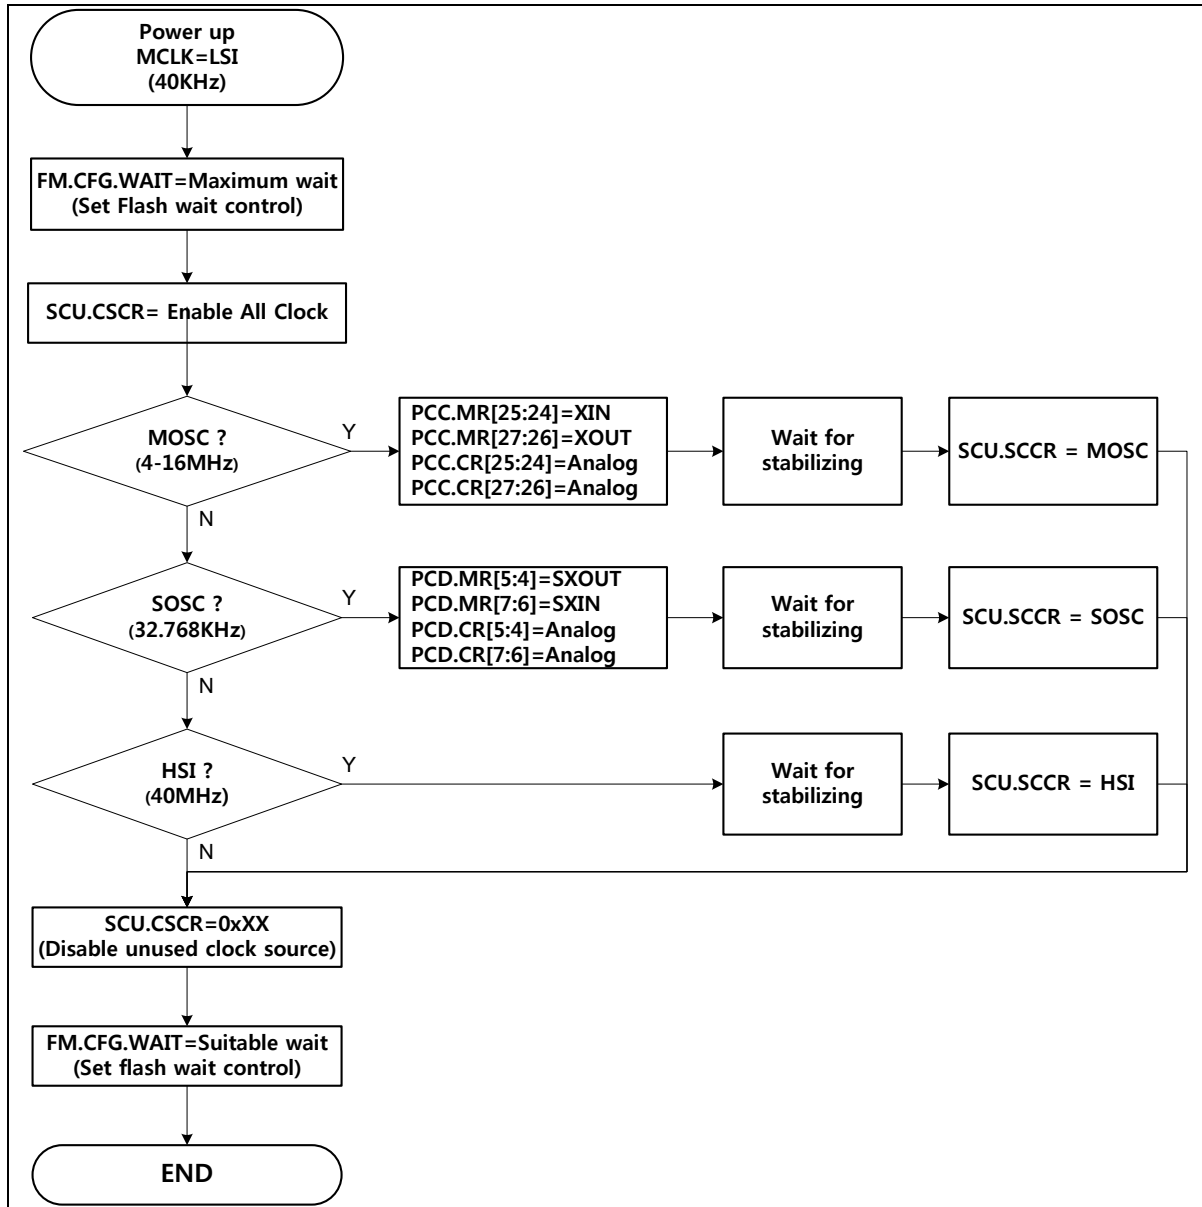 Power up
MCLK=LSI
(40KHz)
FM.CFG.WAIT=Maximum wait
(Set Flash wait control)
SCU.CSCR= Enable All Clock
MOSC ?
(4-16MHz)
Y
N
PCC.MR[25:24]=XIN
PCC.MR[27:26]=XOUT
PCC.CR[25:24]=Analog
PCC.CR[27:26]=Analog
Wait for
stabilizing
SCU.SCCR = MOSC
SOSC ?
(32.768KHz)
Y
N
PCD.MR[5:4]=SXOUT
PCD.MR[7:6]=SXIN
PCD.CR[5:4]=Analog
PCD.CR[7:6]=Analog
Wait for
stabilizing
SCU.SCCR = SOSC
HSI ?
(40MHz)
Y
N
Wait for
stabilizing
SCU.SCCR = HSI
SCU.CSCR=0xXX
(Disable unused clock source)
FM.CFG.WAIT=Suitable wait
(Set flash wait control)
END